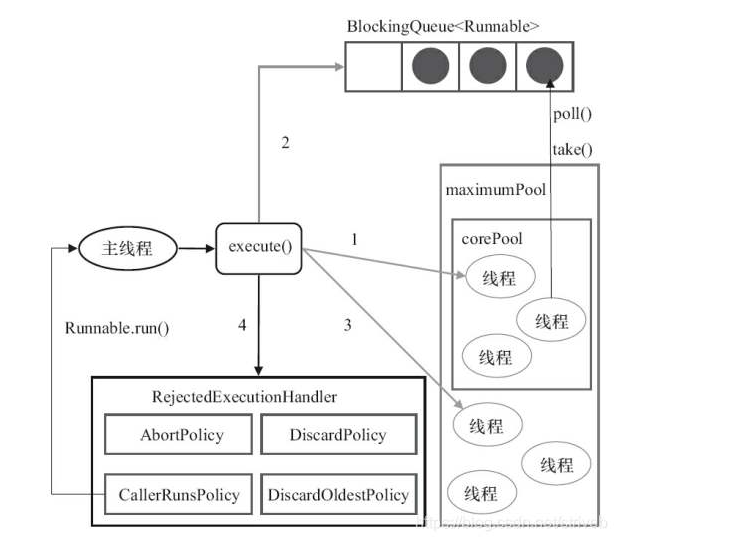 BlockingQueue<Runnable>
poll()
take()
2
maximumPool
corePool
线程
线程
线程
主线程
execute()
1
3
4
Runnable.run()
RejectedExecutionHandler
AbortPolicy
DiscardPolicy
CallerRunsPolicy
DiscardOldestPolicy
线程
线程
线程